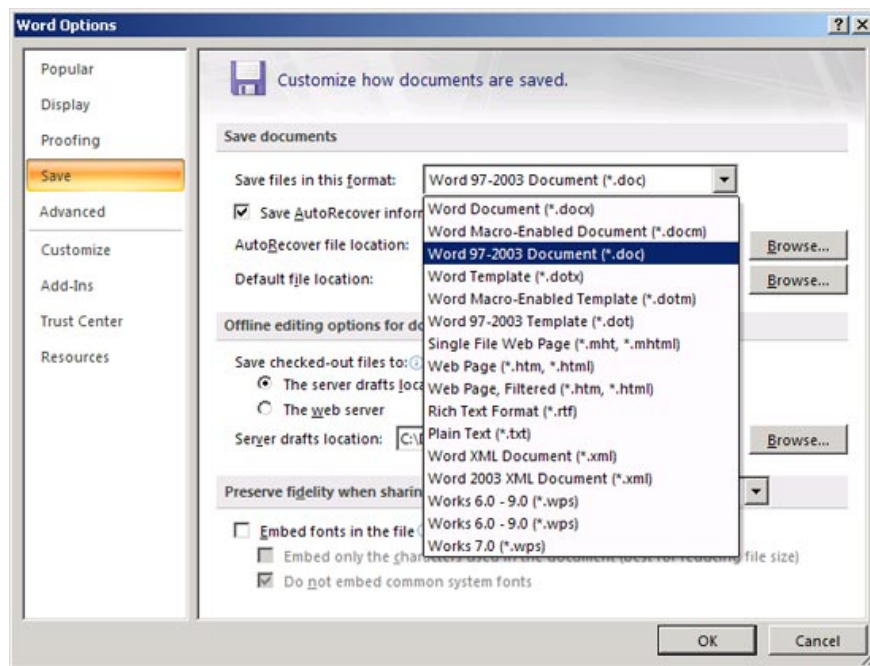 Word Options
Popular
Display
Proofing
Save
Advanced
Customize
Add-Ins
Trust Center
Resources
Customize how documents are saved.
Save documents
Save files in this format: Word 97-2003 Document (*.doc)
Save AutoRecover
AutoRecover file location: Browse...
Default file location: Browse...
Word Document (*.docx)
Word Macro-Enabled Document (*.docm)
Word 97-2003 Document (*.doc)
Word Template (*.dotx)
Word Macro-Enabled Template (*.dotm)
Word 97-2003 Template (*.dot)
Single File Web Page (*.mht, *.mhtml)
Web Page (*.htm, *.html)
Web Page, Filtered (*.htm, *.html)
Rich Text Format (*.rtf)
Plain Text (*.txt)
Word XML Document (*.xml)
Word 2003 XML Document (*.xml)
Works 6.0 - 9.0 (*.wps)
Works 6.0 - 9.0 (*.wps)
Works 7.0 (*.wps)
Offline editing options for
Save checked-out files to:
The server drafts
The web server
Server drafts location: C:\ Browse...
Preserve fidelity when
Embed fonts in the file
Embed only the characters used in the document (best for reducing file size)
Do not embed common system fonts
OK Cancel